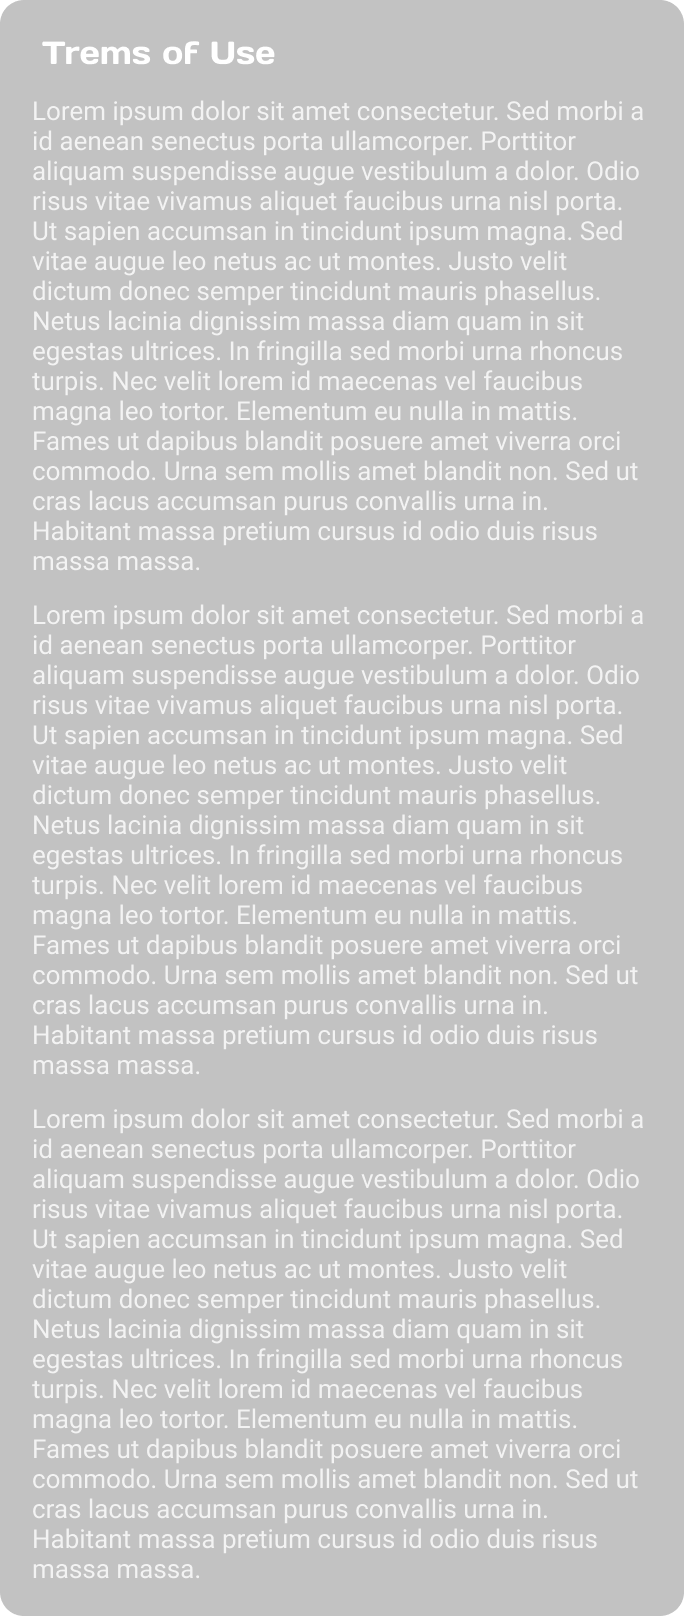 Trems of Use
Lorem ipsum dolor sit amet consectetur. Sed morbi a
id aenean senectus porta ullamcorper. Porttitor
aliquam suspendisse augue vestibulum a dolor. Odio
risus vitae vivamus aliquet faucibus urna nisl porta.
Ut sapien accumsan in tincidunt ipsum magna. Sed
vitae augue leo netus ac ut montes. Justo velit
dictum donec semper tincidunt mauris phasellus.
Netus lacinia dignissim massa diam quam in sit
egestas ultrices. In fringilla sed morbi urna rhoncus
turpis. Nec velit lorem id maecenas vel faucibus
magna leo tortor. Elementum eu nulla in mattis.
Fames ut dapibus blandit posuere amet viverra orci
commodo. Urna sem mollis amet blandit non. Sed ut
cras lacus accumsan purus convallis urna in.
Habitant massa pretium cursus id odio duis risus
massa massa.
Lorem ipsum dolor sit amet consectetur. Sed morbi a
id aenean senectus porta ullamcorper. Porttitor
aliquam suspendisse augue vestibulum a dolor. Odio
risus vitae vivamus aliquet faucibus urna nisl porta.
Ut sapien accumsan in tincidunt ipsum magna. Sed
vitae augue leo netus ac ut montes. Justo velit
dictum donec semper tincidunt mauris phasellus.
Netus lacinia dignissim massa diam quam in sit
egestas ultrices. In fringilla sed morbi urna rhoncus
turpis. Nec velit lorem id maecenas vel faucibus
magna leo tortor. Elementum eu nulla in mattis.
Fames ut dapibus blandit posuere amet viverra orci
commodo. Urna sem mollis amet blandit non. Sed ut
cras lacus accumsan purus convallis urna in.
Habitant massa pretium cursus id odio duis risus
massa massa.
Lorem ipsum dolor sit amet consectetur. Sed morbi a
id aenean senectus porta ullamcorper. Porttitor
aliquam suspendisse augue vestibulum a dolor. Odio
risus vitae vivamus aliquet faucibus urna nisl porta.
Ut sapien accumsan in tincidunt ipsum magna. Sed
vitae augue leo netus ac ut montes. Justo velit
dictum donec semper tincidunt mauris phasellus.
Netus lacinia dignissim massa diam quam in sit
egestas ultrices. In fringilla sed morbi urna rhoncus
turpis. Nec velit lorem id maecenas vel faucibus
magna leo tortor. Elementum eu nulla in mattis.
Fames ut dapibus blandit posuere amet viverra orci
commodo. Urna sem mollis amet blandit non. Sed ut
cras lacus accumsan purus convallis urna in.
Habitant massa pretium cursus id odio duis risus
massa massa.